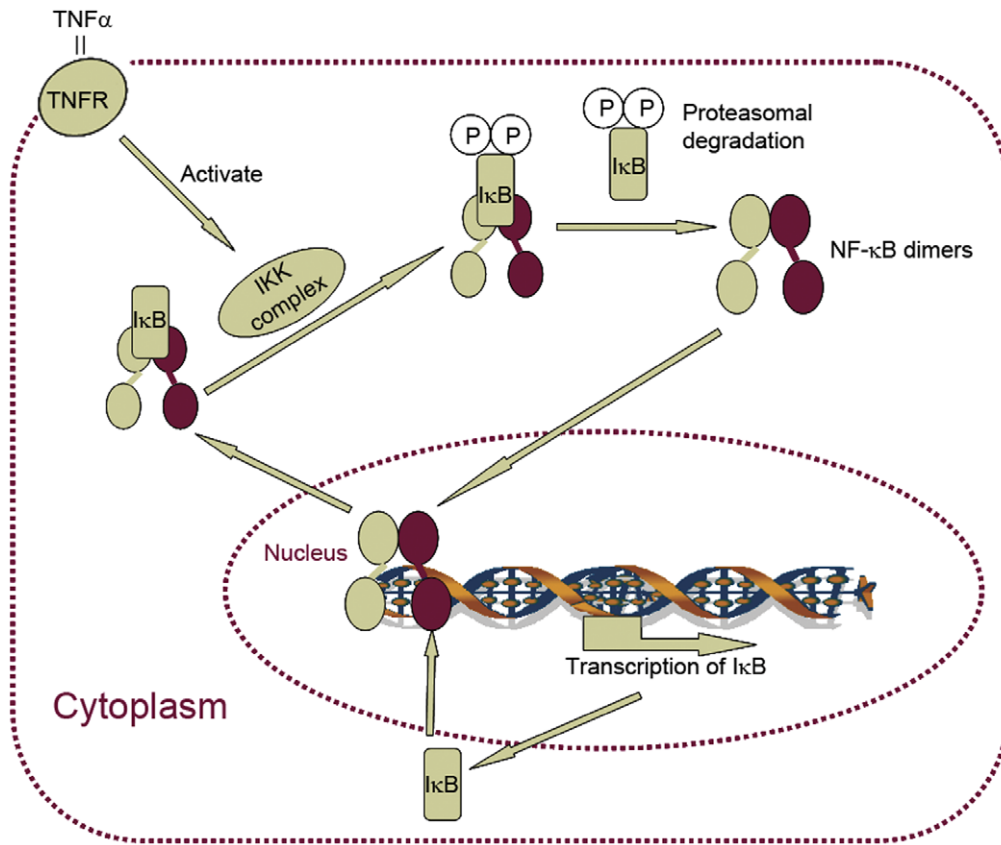 TNFα
TNFR
Activate
IKK
complex
IκB
P P
IκB
P P
IκB
Proteasomal
degradation
NF-κB dimers
Nucleus
Transcription of IκB
Cytoplasm
IκB